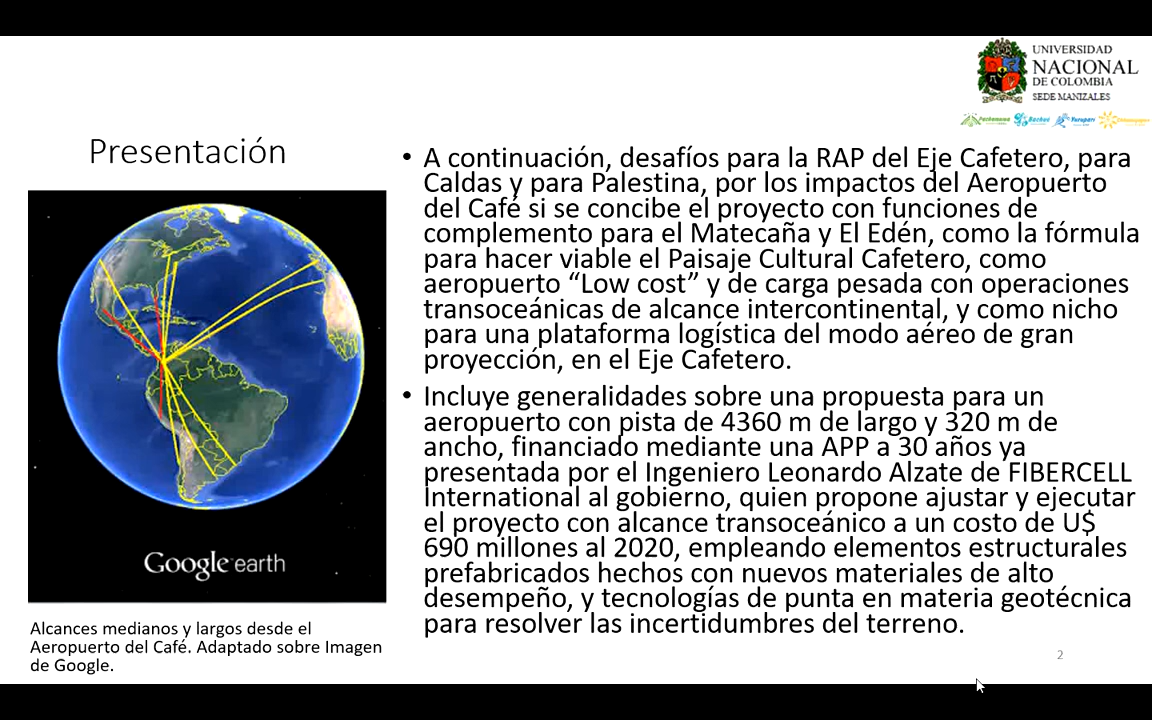 UNIVERSIDAD
NACIONAL
DE COLOMBIA
SEDE MANIZALES
Presentación
• A continuación, desafíos para la RAP del Eje Cafetero, para
Caldas y para Palestina, por los impactos del Aeropuerto
del Café si se concibe el proyecto con funciones de
complemento para el Matecaña y El Edén, como la fórmula
para hacer viable el Paisaje Cultural Cafetero, como
aeropuerto “Low cost” y de carga pesada con operaciones
transoceánicas de alcance intercontinental, y como nicho
para una plataforma logística del modo aéreo de gran
proyección, en el Eje Cafetero.
• Incluye generalidades sobre una propuesta para un
aeropuerto con pista de 4360 m de largo y 320 m de
ancho, financiado mediante una APP a 30 años ya
presentada por el Ingeniero Leonardo Alzate de FIBERCELL
International al gobierno, quien propone ajustar y ejecutar
el proyecto con alcance transoceánico a un costo de U$
690 millones al 2020, empleando elementos estructurales
prefabricados hechos con nuevos materiales de alto
desempeño, y tecnologías de punta en materia geotécnica
para resolver las incertidumbres del terreno.
Google earth
Alcances medianos y largos desde el
Aeropuerto del Café. Adaptado sobre Imagen
de Google.
2